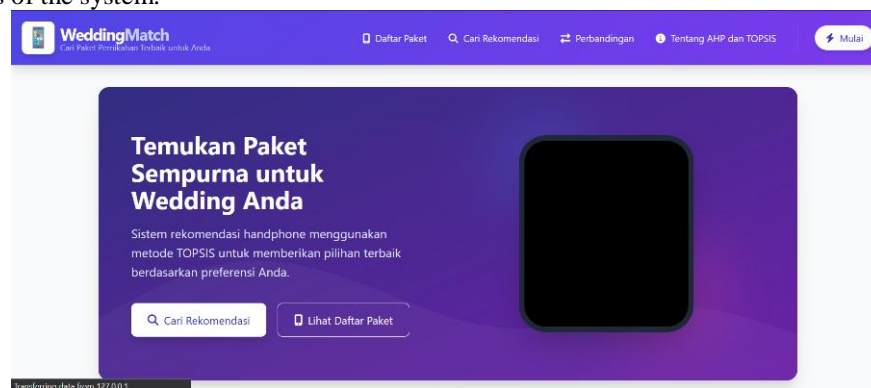 s of the system.
WeddingMatch
Cari Paket Pernikahan Terbaik untuk Anda
Daftar Paket
Cari Rekomendasi
Perbandingan
Tentang AHP dan TOPSIS
Mulai
Temukan Paket
Sempurna untuk
Wedding Anda
Sistem rekomendasi handphone menggunakan
metode TOPSIS untuk memberikan pilihan terbaik
berdasarkan preferensi Anda.
Cari Rekomendasi
Lihat Daftar Paket
Transferring data from 127.0.0.1...